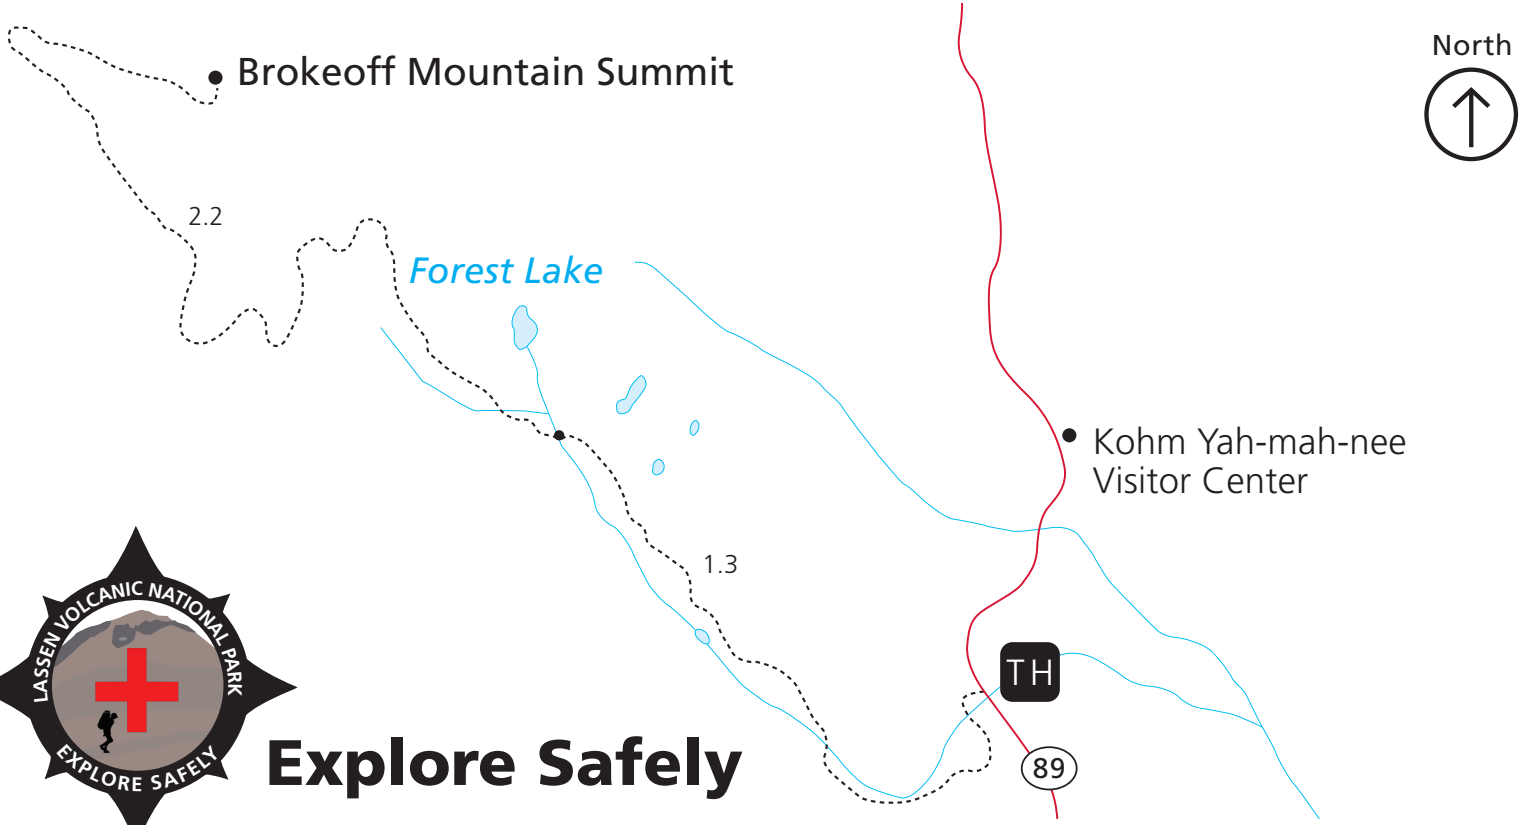 North
Brokeoff Mountain Summit
2.2
Forest Lake
Kohm Yah-mah-nee
Visitor Center
1.3
TH
89
LASSEN VOLCANIC NATIONAL PARK
EXPLORE SAFELY
Explore Safely